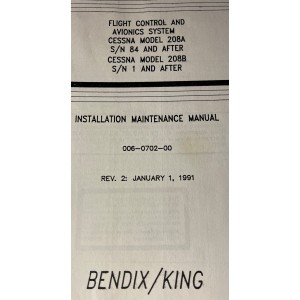 FLIGHT CONTROL AND
AVIONICS SYSTEM
CESSNA MODEL 208A
S/N 84 AND AFTER
CESSNA MODEL 208B
S/N 1 AND AFTER
INSTALLATION MAINTENANCE MANUAL
006-0702-00
REV. 2: JANUARY 1, 1991
BENDIX/KING